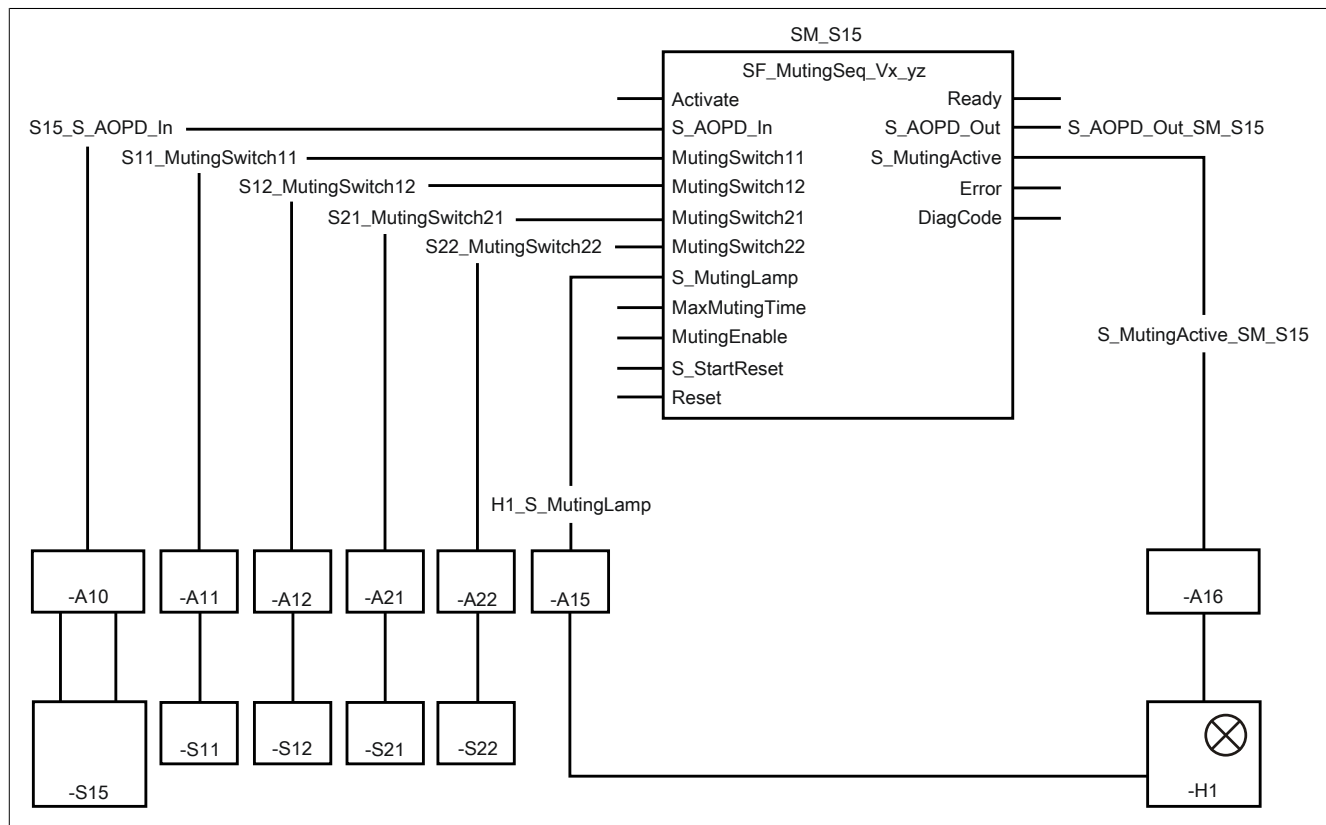 SM_S15
SF_MutingSeq_Vx_yz
Activate
Ready
S15_S_AOPD_In
S_AOPD_In
S_AOPD_Out
S_AOPD_Out_SM_S15
S11_MutingSwitch11
MutingSwitch11
S_MutingActive
S12_MutingSwitch12
MutingSwitch12
Error
S21_MutingSwitch21
MutingSwitch21
DiagCode
S22_MutingSwitch22
MutingSwitch22
S_MutingLamp
MaxMutingTime
MutingEnable
S_MutingActive_SM_S15
S_StartReset
Reset
H1_S_MutingLamp
-A10
-A11
-A12
-A21
-A22
-A15
-A16
-S11
-S12
-S21
-S22
-S15
-H1